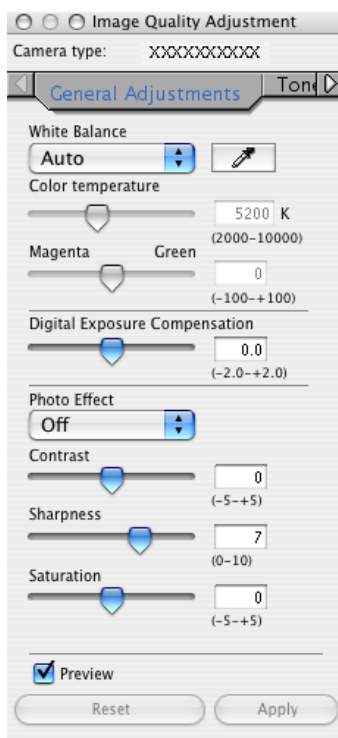 Image Quality Adjustment
Camera type: XXXXXXXXXX
General Adjustments Tone
White Balance
Auto
Color temperature
5200 K
(2000-10000)
Magenta Green
0
(-100-+100)
Digital Exposure Compensation
0.0
(-2.0-+2.0)
Photo Effect
Off
Contrast
0
(-5-+5)
Sharpness
7
(0-10)
Saturation
0
(-5-+5)
Preview
Reset Apply